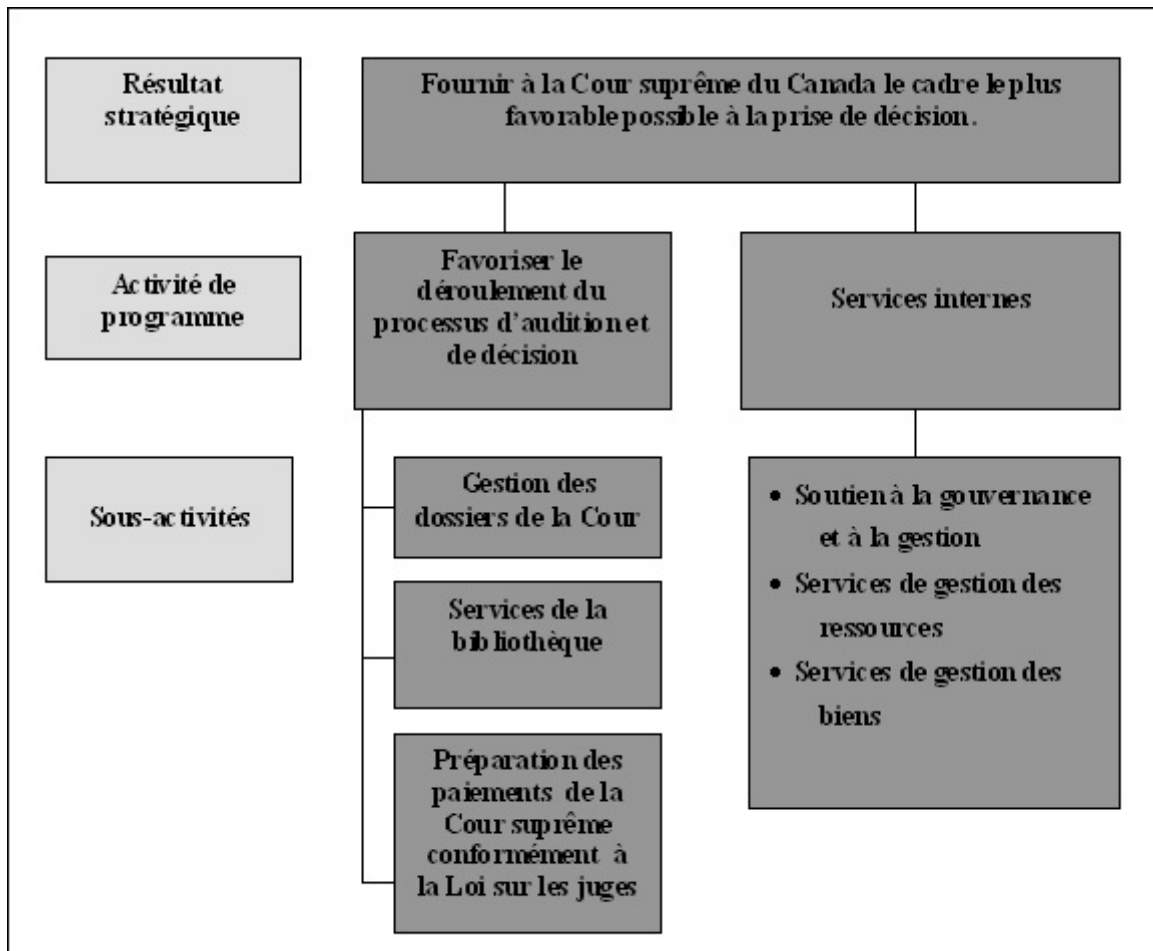 Résultat
stratégique
Fournir à la Cour suprême du Canada le cadre le plus
favorable possible à la prise de décision.
Activité de
programme
Favoriser le
déroulement du
processus d'audition et
de décision
Services internes
Sous-activités
Gestion des
dossiers de la Cour
Services de la
bibliothèque
Préparation des
paiements de la
Cour suprême
conformément à
la Loi sur les juges
• Soutien à la gouvernance
et à la gestion
• Services de gestion des
ressources
• Services de gestion des
biens